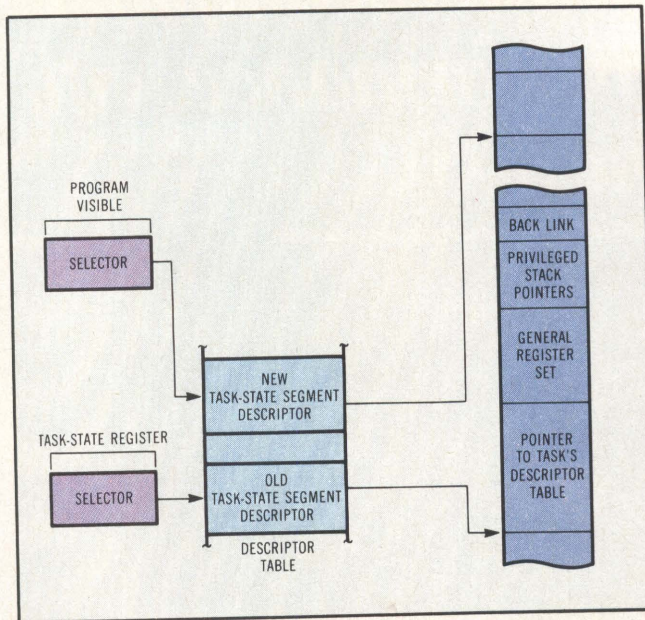 PROGRAM
VISIBLE
SELECTOR
TASK-STATE REGISTER
SELECTOR
NEW
TASK-STATE SEGMENT
DESCRIPTOR
OLD
TASK-STATE SEGMENT
DESCRIPTOR
DESCRIPTOR
TABLE
BACK LINK
PRIVILEGED
STACK
POINTERS
GENERAL
REGISTER
SET
POINTER
TO TASK'S
DESCRIPTOR
TABLE